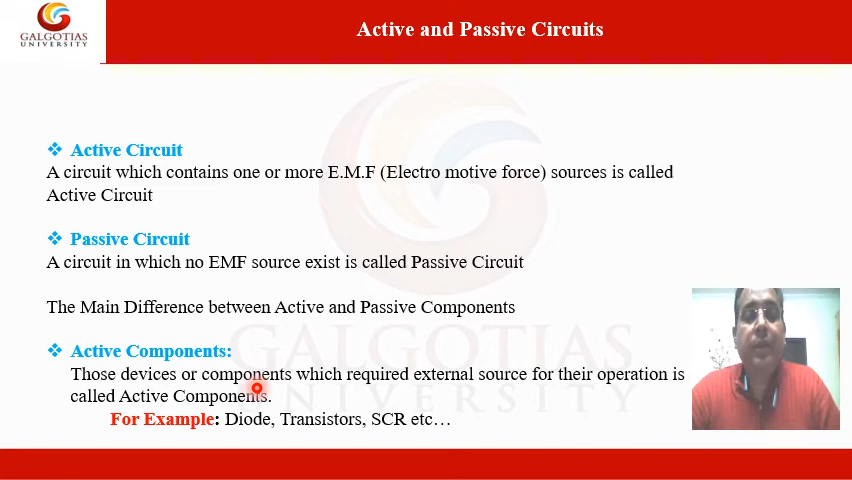 GALGOTIAS
UNIVERSITY
Active and Passive Circuits
❖ Active Circuit
A circuit which contains one or more E.M.F (Electro motive force) sources is called
Active Circuit
❖ Passive Circuit
A circuit in which no EMF source exist is called Passive Circuit
The Main Difference between Active and Passive Components
GALGOTIAS
UNIVERSITY
❖ Active Components:
Those devices or components which required external source for their operation is
called Active Components.
For Example: Diode, Transistors, SCR etc…